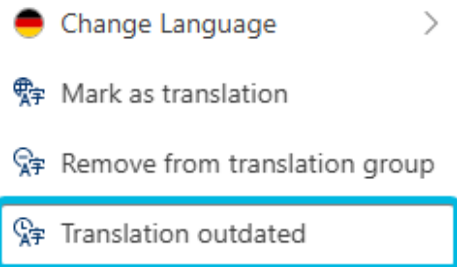 Change Language
Mark as translation
Remove from translation group
Translation outdated